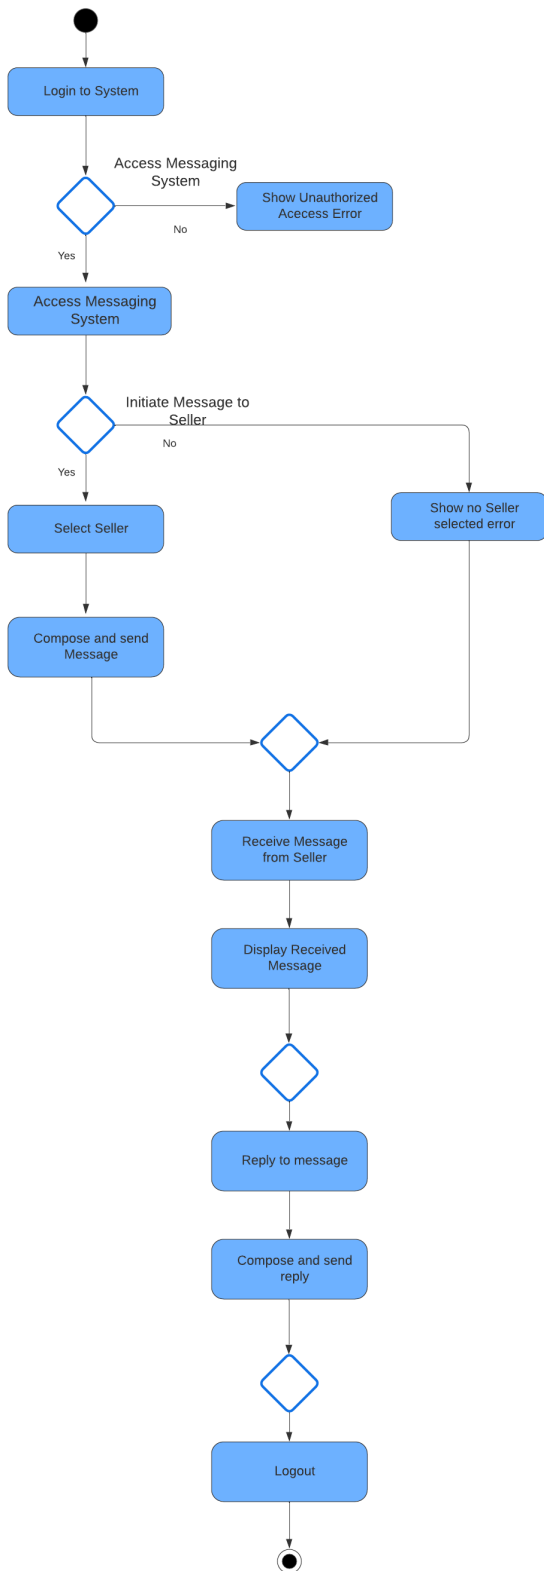 Login to System
Access Messaging
System
Show Unauthorized
Acecess Error
No
Yes
Access Messaging
System
Initiate Message to
Seller
No
Yes
Select Seller
Show no Seller
selected error
Compose and send
Message
Receive Message
from Seller
Display Received
Message
Reply to message
Compose and send
reply
Logout